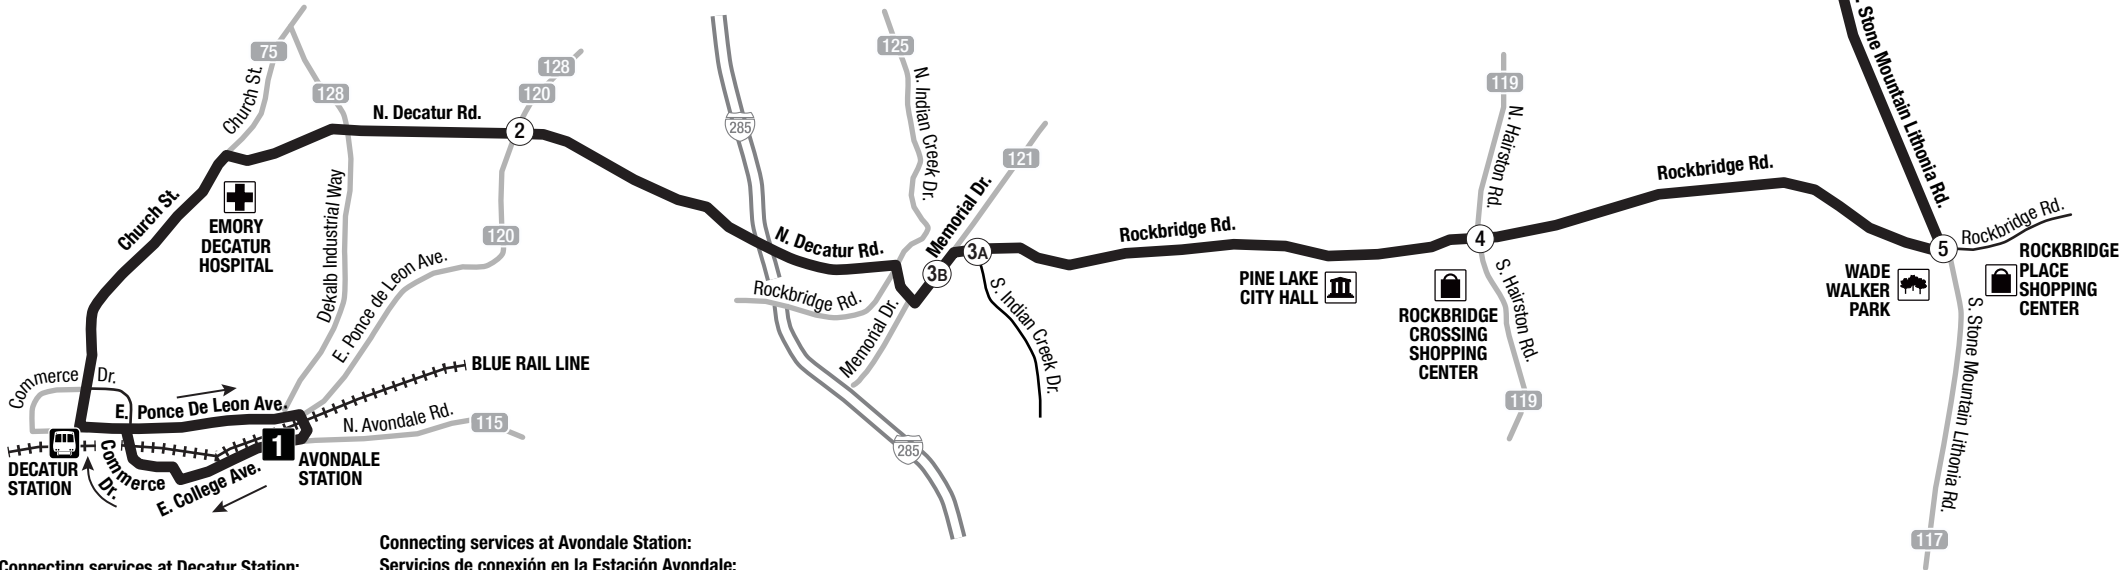 75
Church St.
128
128
120
N. Decatur Rd.
2
Church St.
EMORY
DECATUR
HOSPITAL
Dekalb Industrial Way
120
E. Ponce de Leon Ave.
BLUE RAIL LINE
Commerce Dr.
E. Ponce De Leon Ave.
N. Avondale Rd.
115
1
AVONDALE
STATION
DECATUR
STATION
Commerce
Dr.
E. College Ave.
285
125
N. Indian Creek Dr.
121
Memorial Dr.
N. Decatur Rd.
3B
3A
Rockbridge Rd.
Memorial Dr.
S. Indian Creek Dr.
285
Rockbridge Rd.
PINE LAKE
CITY HALL
119
N. Hairston Rd.
4
ROCKBRIDGE
CROSSING
SHOPPING
CENTER
S. Hairston Rd.
119
Rockbridge Rd.
Stone Mountain Lithonia Rd.
5
Rockbridge Rd.
WADE
WALKER
PARK
ROCKBRIDGE
PLACE
SHOPPING
CENTER
S. Stone Mountain Lithonia Rd.
117
Connecting services at Avondale Station:
Servicios de conexión en la Estación Avondale:
Connecting services at Decatur Station: